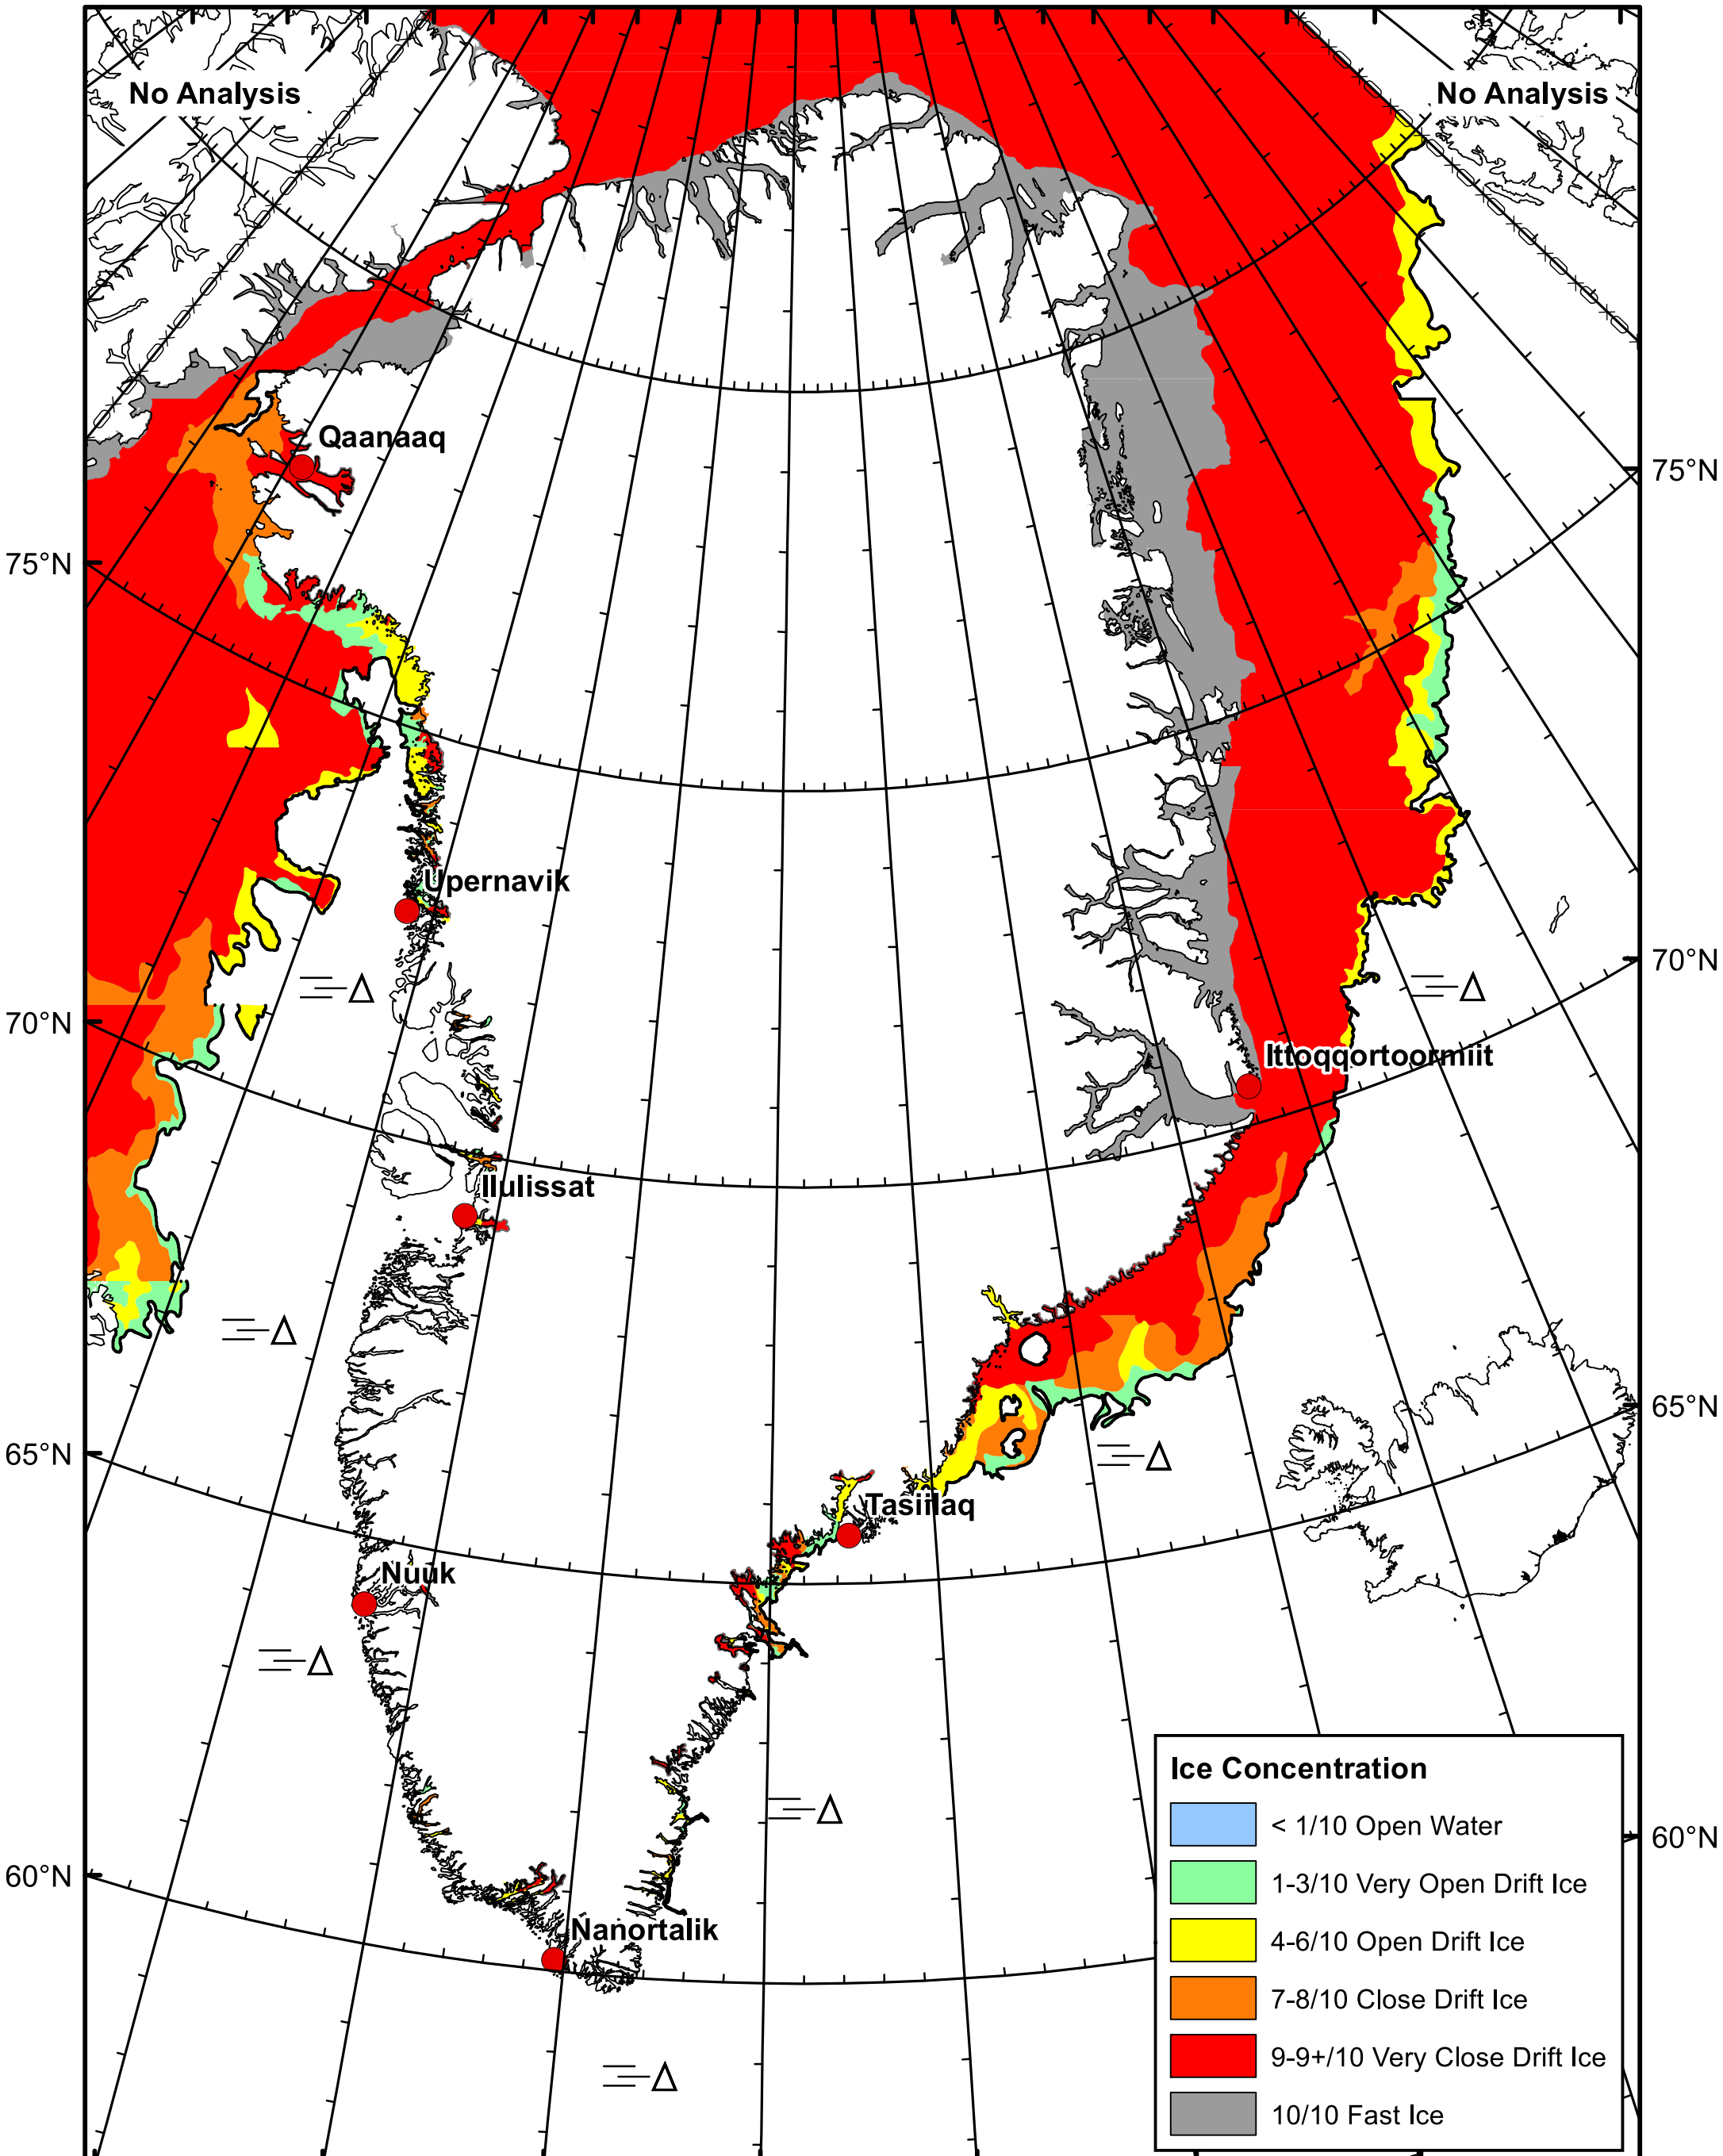 No Analysis
No Analysis
Qaanaaq
75°N
75°N
Upernavik
70°N
70°N
Ittoqqortoormiit
Ilulissat
65°N
65°N
Tasiilaq
Nuuk
60°N
60°N
Nanortalik
Ice Concentration
< 1/10 Open Water
1-3/10 Very Open Drift Ice
4-6/10 Open Drift Ice
7-8/10 Close Drift Ice
9-9+/10 Very Close Drift Ice
10/10 Fast Ice